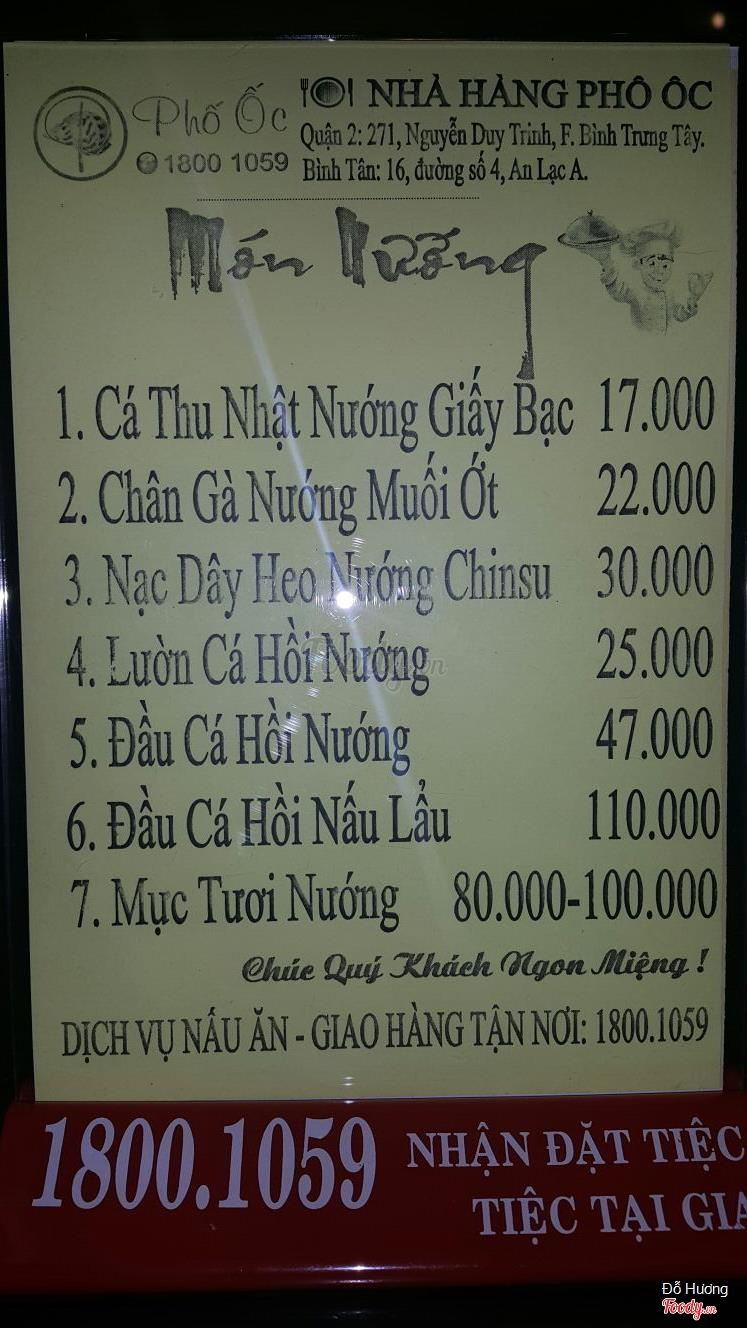 Phố Ốc
1800 1059
NHÀ HÀNG PHÔ ÔC
Quận 2: 271, Nguyễn Duy Trinh, F. Bình Trưng Tây.
Bình Tân: 16, đường số 4, An Lạc A.
Món Nướng
1. Cá Thu Nhật Nướng Giấy Bạc 17.000
2. Chân Gà Nướng Muối Ớt 22.000
3. Nạc Dây Heo Nướng Chinsu 30.000
4. Lườn Cá Hồi Nướng 25.000
5. Đầu Cá Hồi Nướng 47.000
6. Đầu Cá Hồi Nấu Lẩu 110.000
7. Mực Tươi Nướng 80.000-100.000
Chúc Quý Khách Ngon Miệng !
DỊCH VỤ NẤU ĂN - GIAO HÀNG TẬN NƠI: 1800.1059
1800.1059 NHẬN ĐẶT TIỆC
TIỆC TẠI GIA
Đỗ Hương
Foody.vn